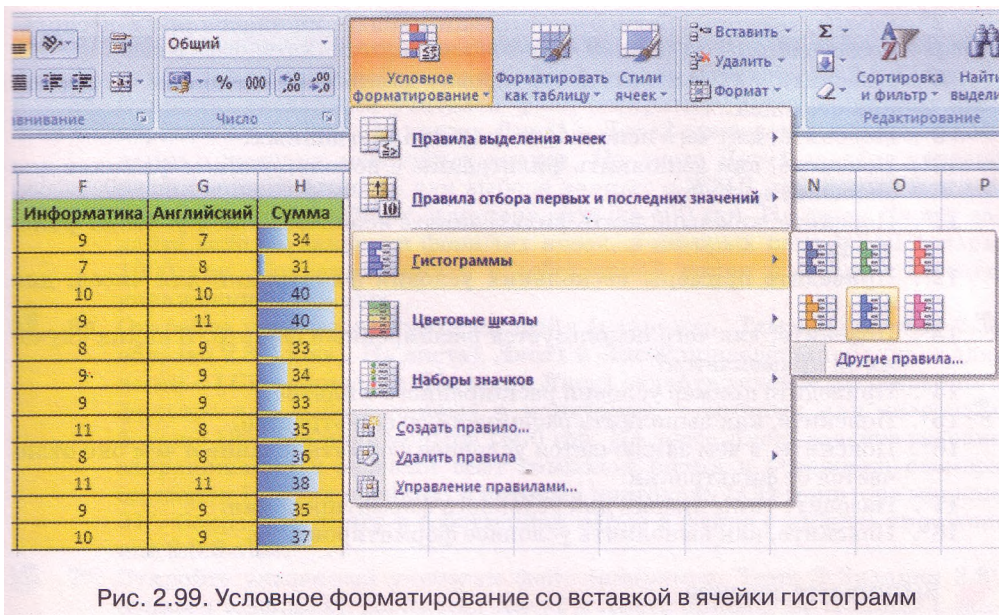 Общий
Вставить
Удалить
Формат
% 000
Условное форматирование
Форматировать как таблицу
Стили ячеек
Сортировка и фильтр
Найти
Число
Редактирование
Правила выделения ячеек
Правила отбора первых и последних значений
Гистограммы
Цветовые шкалы
Наборы значков
Создать правило...
Удалить правила
Управление правилами...
Другие правила...
F G H N O P
Информатика Английский Сумма
9 7 34
7 8 31
10 10 40
9 11 40
8 9 33
9 9 34
9 9 33
11 8 35
8 8 36
11 11 38
9 9 35
10 9 37
Рис. 2.99. Условное форматирование со вставкой в ячейки гистограмм